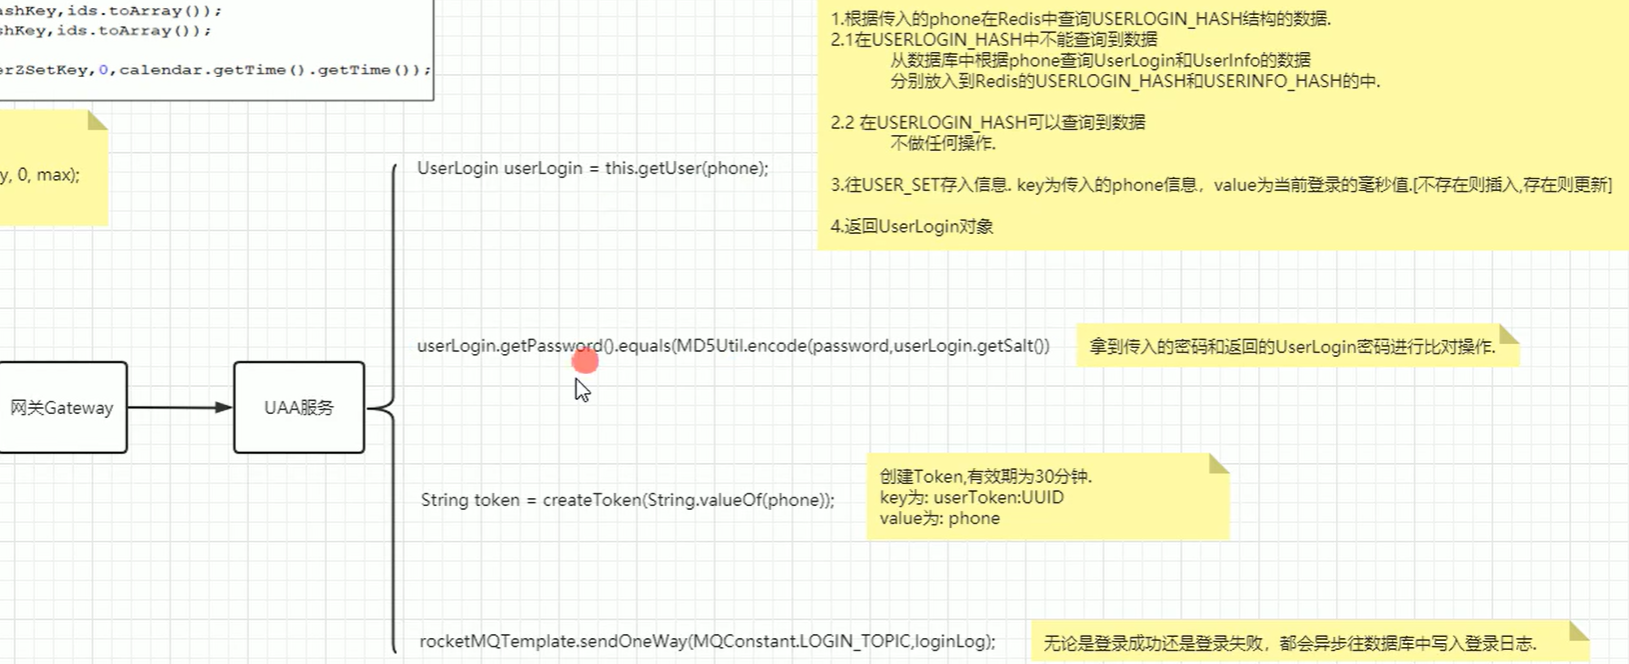 ashKey,ids.toArray());
hKey,ids.toArray());
erZSetKey,0,calendar.getTime().getTime());
y, 0, max);
1.根据传入的phone在Redis中查询USERLOGIN_HASH结构的数据.
2.1在USERLOGIN_HASH中不能查询到数据
从数据库中根据phone查询UserLogin和UserInfo的数据
分别放入到Redis的USERLOGIN_HASH和USERINFO_HASH的中.
2.2 在USERLOGIN_HASH可以查询到数据
不做任何操作.
3.往USER_SET存入信息. key为传入的phone信息，value为当前登录的毫秒值.[不存在则插入,存在则更新]
4.返回UserLogin对象
UserLogin userLogin = this.getUser(phone);
userLogin.getPassword().equals(MD5Util.encode(password,userLogin.getSalt())
拿到传入的密码和返回的UserLogin密码进行比对操作.
网关Gateway
UAA服务
String token = createToken(String.valueOf(phone));
创建Token,有效期为30分钟.
key为: userToken:UUID
value为: phone
rocketMQTemplate.sendOneWay(MQConstant.LOGIN_TOPIC,loginLog);
无论是登录成功还是登录失败，都会异步往数据库中写入登录日志.